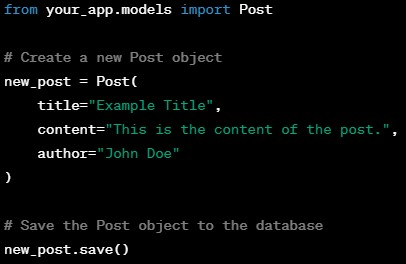 from your_app.models import Post
# Create a new Post object
new_post = Post(
    title="Example Title",
    content="This is the content of the post.",
    author="John Doe"
)
# Save the Post object to the database
new_post.save()